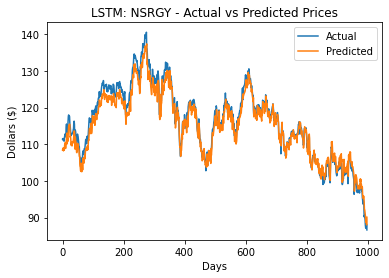 LSTM: NSRGY - Actual vs Predicted Prices
Actual
Predicted
Dollars ($)
140
130
120
110
100
90
0 200 400 600 800 1000
Days